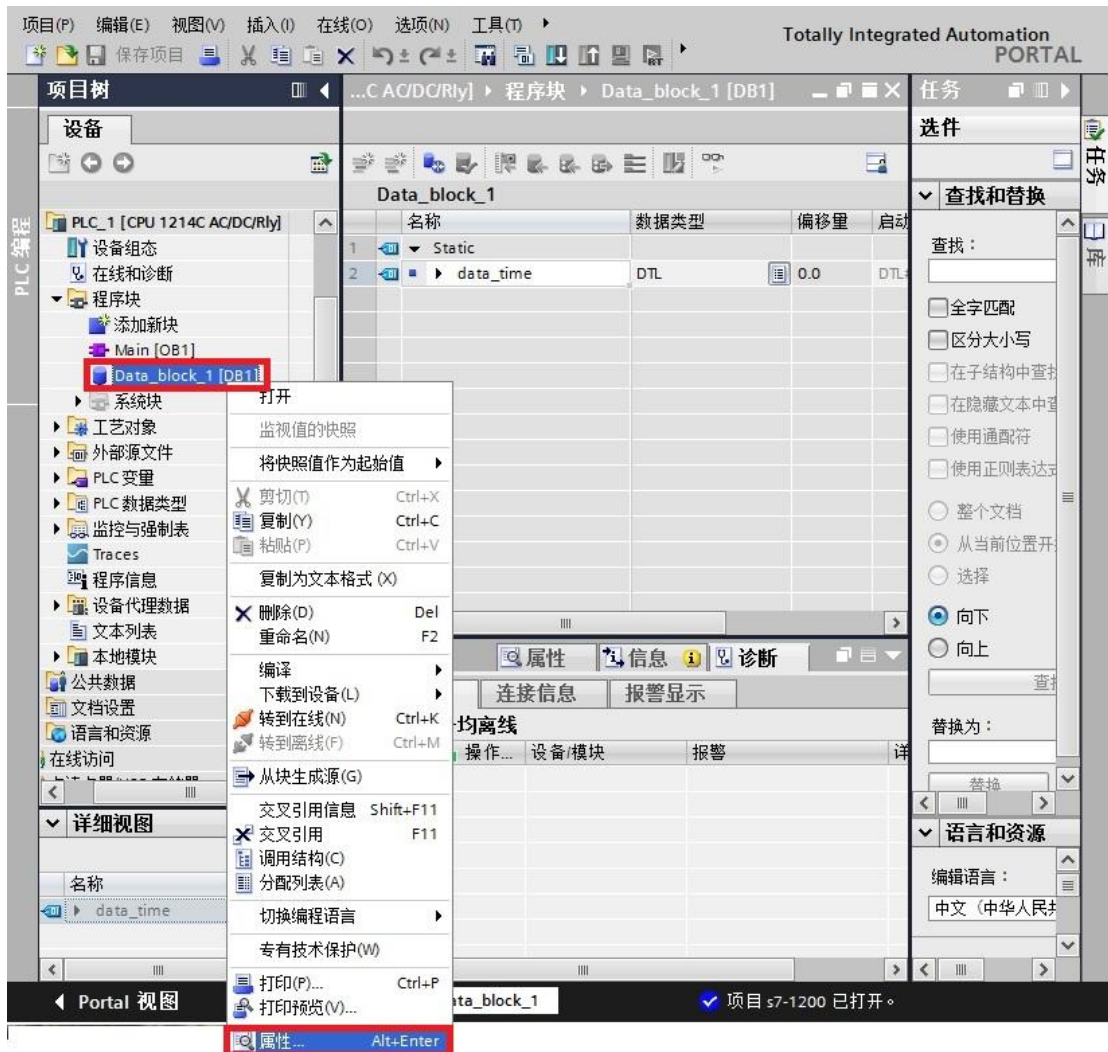 项目(P) 编辑(E) 视图(V) 插入(I) 在线(O) 选项(N) 工具(T)
Totally Integrated Automation
PORTAL
保存项目
项目树
...C AC/DC/Rly] 程序块 Data_block_1 [DB1]
任务
设备
选件
任务
库
PLC 编程
Data_block_1
名称 数据类型 偏移量 启动
1 Static
2 data_time DTL 0.0 DTL#
PLC_1 [CPU 1214C AC/DC/Rly]
设备组态
在线和诊断
程序块
添加新块
Main [OB1]
Data_block_1 [DB1]
系统块
工艺对象
外部源文件
PLC 变量
PLC 数据类型
监控与强制表
Traces
程序信息
设备代理数据
文本列表
本地模块
公共数据
文档设置
语言和资源
在线访问
打开
监视值的快照
将快照值作为起始值
剪切(T) Ctrl+X
复制(Y) Ctrl+C
粘贴(P) Ctrl+V
复制为文本格式 (X)
删除(D) Del
重命名(N) F2
编译
下载到设备(L)
转到在线(N) Ctrl+K
转到离线(F) Ctrl+M
从块生成源(G)
交叉引用信息 Shift+F11
交叉引用 F11
调用结构(C)
分配列表(A)
切换编程语言
专有技术保护(W)
打印(P)... Ctrl+P
打印预览(V)...
属性... Alt+Enter
属性 信息 诊断
连接信息 报警显示
均离线
操作... 设备/模块 报警 详
查找和替换
查找：
全字匹配
区分大小写
在子结构中查找
在隐藏文本中查
使用通配符
使用正则表达式
整个文档
从当前位置开
选择
向下
向上
查
替换为：
替换
语言和资源
编辑语言：
中文（中华人民共
详细视图
名称
data_time
Portal 视图
ata_block_1
项目 s7-1200 已打开。